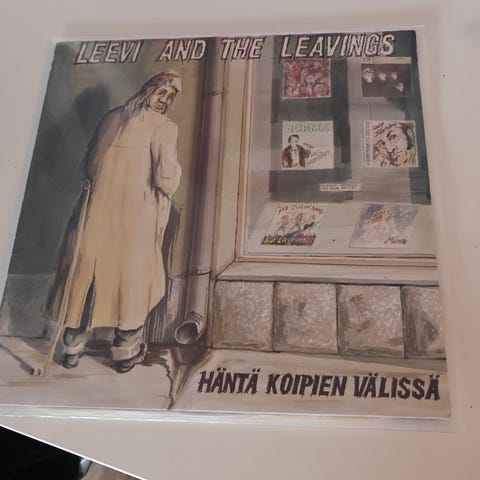 LEEVI AND THE LEAVINGS
HÄNTÄ KOIPIEN VÄLISSÄ